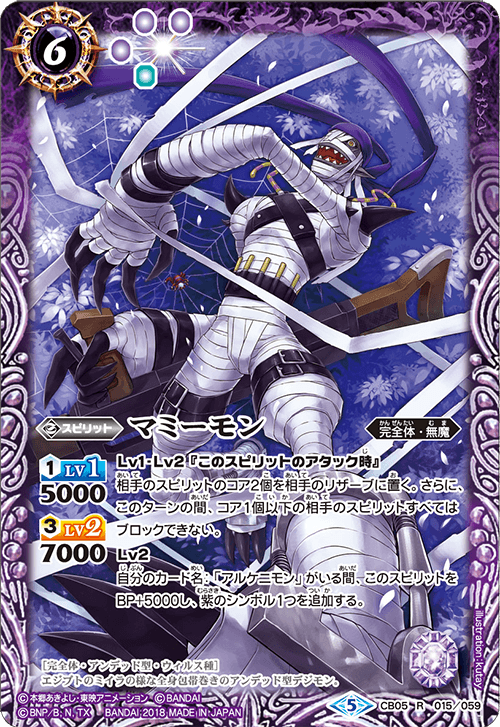 6
スピリット
マミーモン
かんぜんたい むま
完全体・無魔
1 LV1
5000
3 LV2
7000
Lv1・Lv2『このスピリットのアタック時』
相手のスピリットのコア2個を相手のリザーブに置く。さらに、
このターンの間、コア1個以下の相手のスピリットすべては
ブロックできない。
Lv2
自分のカード名:「アルケニモン」がいる間、このスピリットを
BP+5000し、紫のシンボル1つを追加する。
[完全体・アンデッド型・ウィルス種]
エジプトのミイラの様な全身包帯巻きのアンデッド型デジモン。
illustration:kutay
©本郷あきよし・東映アニメーション ©BANDAI
©BNP/B, N, TX BANDAI 2018 MADE IN JAPAN
5
CB05 R 015/059